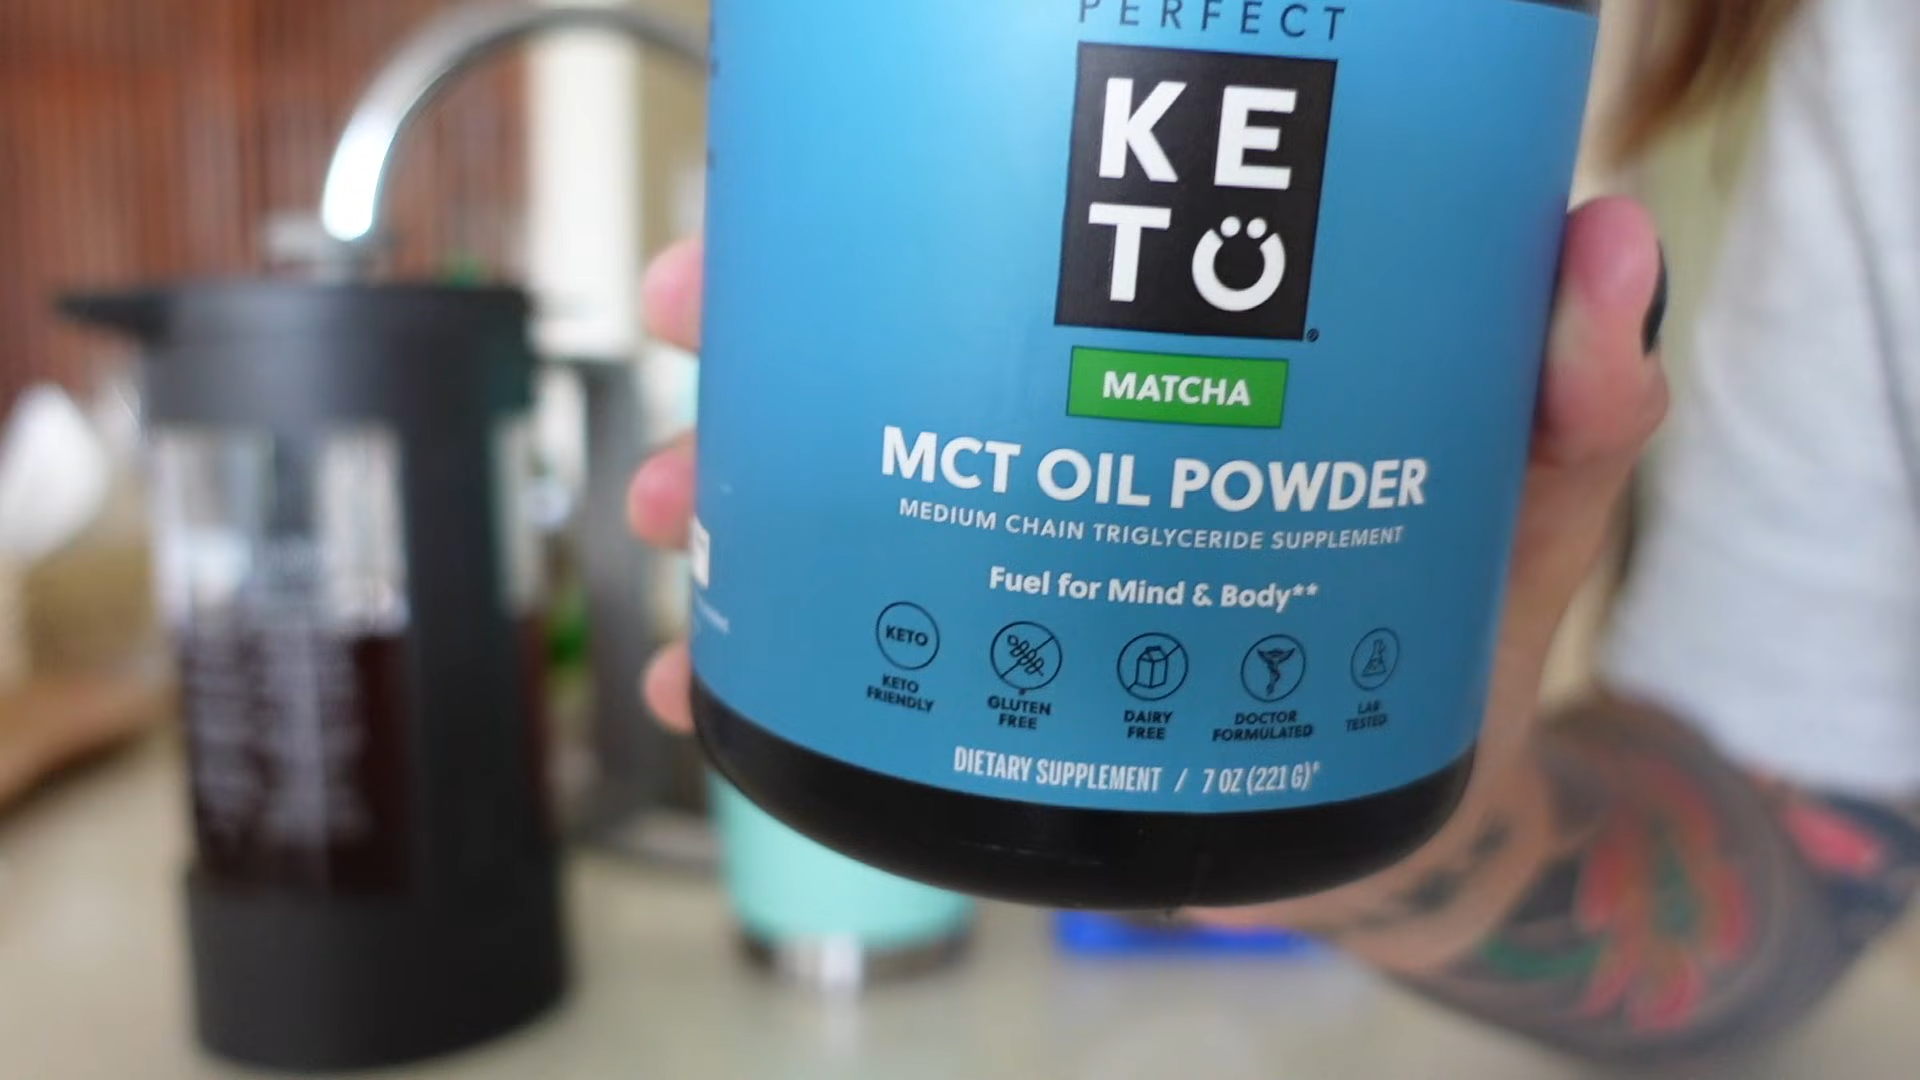 PERFECT
KE
TÖ
®
MATCHA
MCT OIL POWDER
MEDIUM CHAIN TRIGLYCERIDE SUPPLEMENT
Fuel for Mind & Body**
KETO
KETO
FRIENDLY
GLUTEN
FREE
DAIRY
FREE
DOCTOR
FORMULATED
LAB
TESTED
DIETARY SUPPLEMENT / 7 OZ (221 G)*